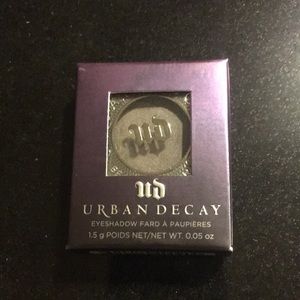 UD
UD
URBAN DECAY
EYESHADOW FARD À PAUPIÈRES
1.5 g POIDS NET/NET WT. 0.05 oz